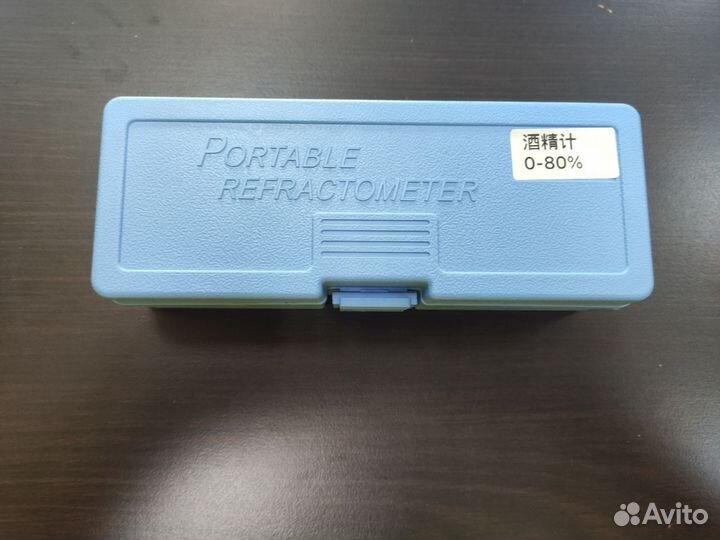 PORTABLE
REFRACTOMETER
酒精计
0-80%
Avito